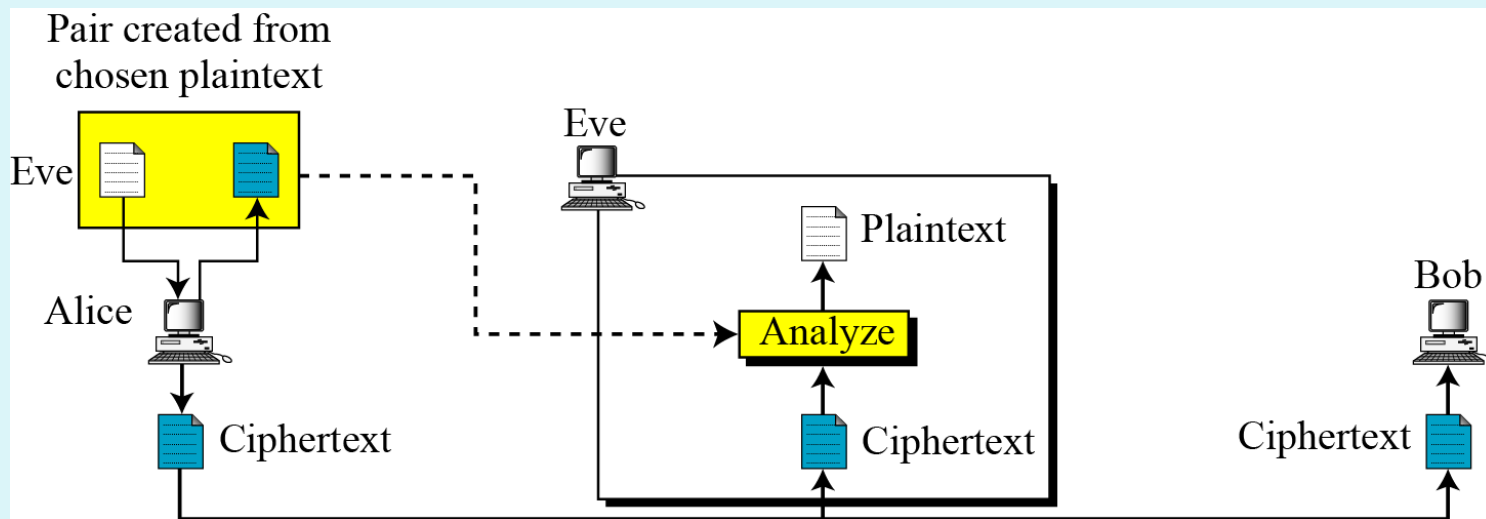 Pair created from
chosen plaintext
Eve
Eve
Plaintext
Bob
Alice
Analyze
Ciphertext
Ciphertext
Ciphertext